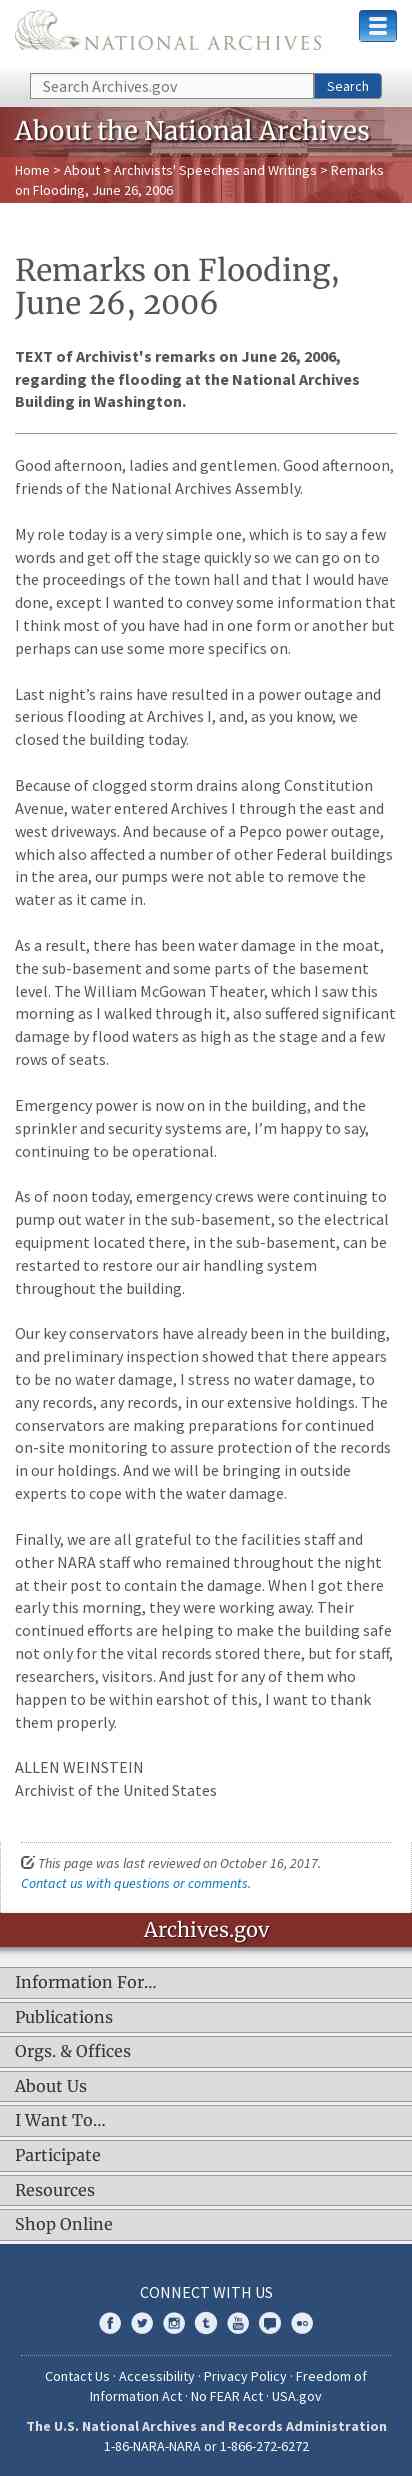 NATIONAL ARCHIVES
Search Archives.gov
Search
About the National Archives
Home > About > Archivists' Speeches and Writings > Remarks
on Flooding, June 26, 2006
Remarks on Flooding,
June 26, 2006
TEXT of Archivist's remarks on June 26, 2006,
regarding the flooding at the National Archives
Building in Washington.
Good afternoon, ladies and gentlemen. Good afternoon,
friends of the National Archives Assembly.
My role today is a very simple one, which is to say a few
words and get off the stage quickly so we can go on to
the proceedings of the town hall and that I would have
done, except I wanted to convey some information that
I think most of you have had in one form or another but
perhaps can use some more specifics on.
Last night’s rains have resulted in a power outage and
serious flooding at Archives I, and, as you know, we
closed the building today.
Because of clogged storm drains along Constitution
Avenue, water entered Archives I through the east and
west driveways. And because of a Pepco power outage,
which also affected a number of other Federal buildings
in the area, our pumps were not able to remove the
water as it came in.
As a result, there has been water damage in the moat,
the sub-basement and some parts of the basement
level. The William McGowan Theater, which I saw this
morning as I walked through it, also suffered significant
damage by flood waters as high as the stage and a few
rows of seats.
Emergency power is now on in the building, and the
sprinkler and security systems are, I’m happy to say,
continuing to be operational.
As of noon today, emergency crews were continuing to
pump out water in the sub-basement, so the electrical
equipment located there, in the sub-basement, can be
restarted to restore our air handling system
throughout the building.
Our key conservators have already been in the building,
and preliminary inspection showed that there appears
to be no water damage, I stress no water damage, to
any records, any records, in our extensive holdings. The
conservators are making preparations for continued
on-site monitoring to assure protection of the records
in our holdings. And we will be bringing in outside
experts to cope with the water damage.
Finally, we are all grateful to the facilities staff and
other NARA staff who remained throughout the night
at their post to contain the damage. When I got there
early this morning, they were working away. Their
continued efforts are helping to make the building safe
not only for the vital records stored there, but for staff,
researchers, visitors. And just for any of them who
happen to be within earshot of this, I want to thank
them properly.
ALLEN WEINSTEIN
Archivist of the United States
This page was last reviewed on October 16, 2017.
Contact us with questions or comments.
Archives.gov
Information For…
Publications
Orgs. & Offices
About Us
I Want To…
Participate
Resources
Shop Online
CONNECT WITH US
Contact Us · Accessibility · Privacy Policy · Freedom of
Information Act · No FEAR Act · USA.gov
The U.S. National Archives and Records Administration
1-86-NARA-NARA or 1-866-272-6272